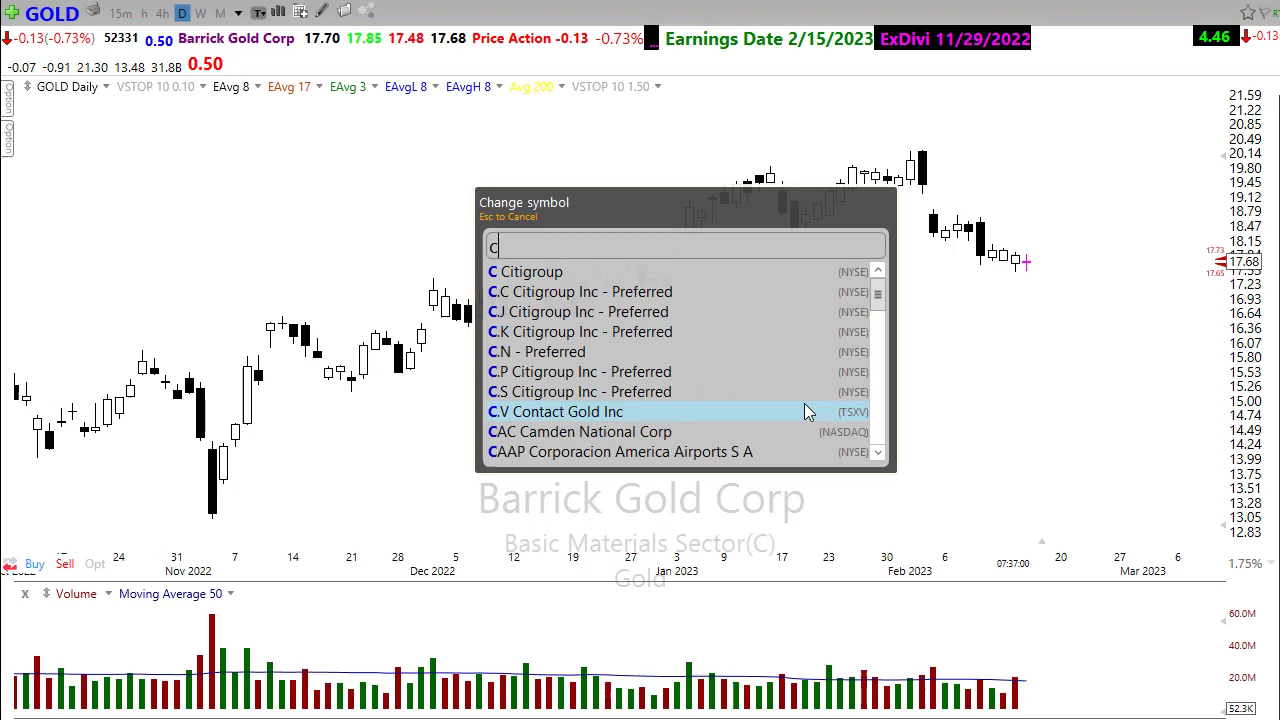 GOLD 15m h 4h D W M T
-0.13(-0.73%) 52331 0.50 Barrick Gold Corp 17.70 17.85 17.48 17.68 Price Action -0.13 -0.73% ... Earnings Date 2/15/2023 ExDivi 11/29/2022 4.46 -0.13
-0.07 -0.91 21.30 13.48 31.8B 0.50
GOLD Daily VSTOP 10 0.10 EAvg 8 EAvg 17 EAvg 3 EAvgL 8 EAvgH 8 Avg 200 VSTOP 10 1.50
Option
Option
21.59
21.22
20.85
20.49
20.14
19.80
19.45
19.12
18.79
18.47
18.15
17.73
17.68
17.65
17.23
16.93
16.64
16.36
16.07
15.80
15.53
15.26
15.00
14.74
14.49
14.24
13.99
13.75
13.51
13.28
13.05
12.83
Change symbol
Esc to Cancel
C
C Citigroup (NYSE)
C.C Citigroup Inc - Preferred (NYSE)
C.J Citigroup Inc - Preferred (NYSE)
C.K Citigroup Inc - Preferred (NYSE)
C.N - Preferred (NYSE)
C.P Citigroup Inc - Preferred (NYSE)
C.S Citigroup Inc - Preferred (NYSE)
C.V Contact Gold Inc (TSXV)
CAC Camden National Corp (NASDAQ)
CAAP Corporacion America Airports S A (NYSE)
Barrick Gold Corp
Basic Materials Sector(C)
Gold
24 31 7 14 21 28 5 12 19 27 3 9 17 23 30 6 20 27 6
Buy Sell Opt 07:37:00 1.75%
2022 Nov 2022 Dec 2022 Jan 2023 Feb 2023 Mar 2023
X Volume Moving Average 50
60.0M
40.0M
20.0M
52.3K